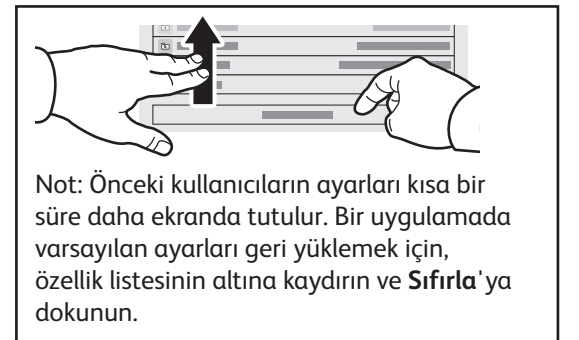 Not: Önceki kullanıcıların ayarları kısa bir
süre daha ekranda tutulur. Bir uygulamada
varsayılan ayarları geri yüklemek için,
özellik listesinin altına kaydırın ve Sıfırla'ya
dokunun.